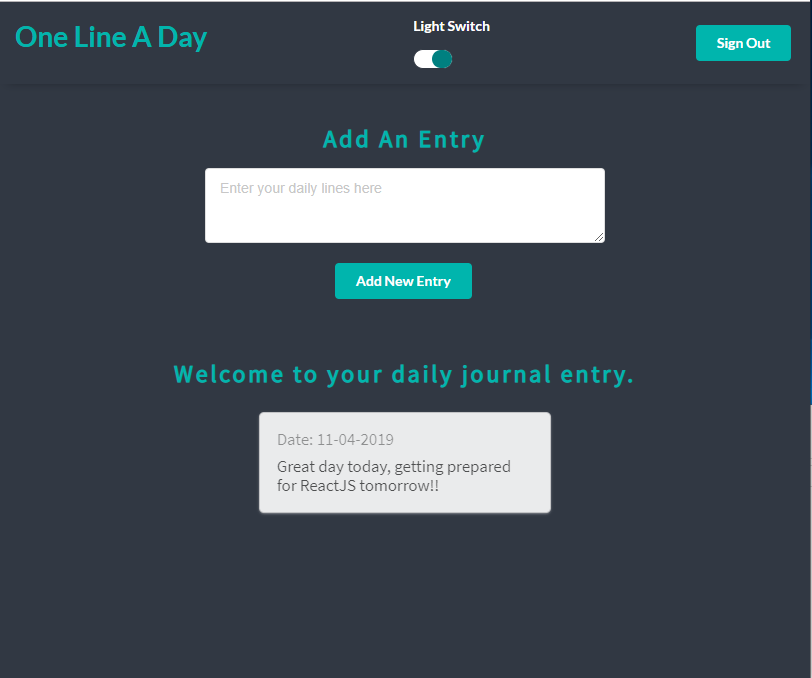 One Line A Day
Light Switch
Sign Out
Add An Entry
Enter your daily lines here
Add New Entry
Welcome to your daily journal entry.
Date: 11-04-2019
Great day today, getting prepared
for ReactJS tomorrow!!